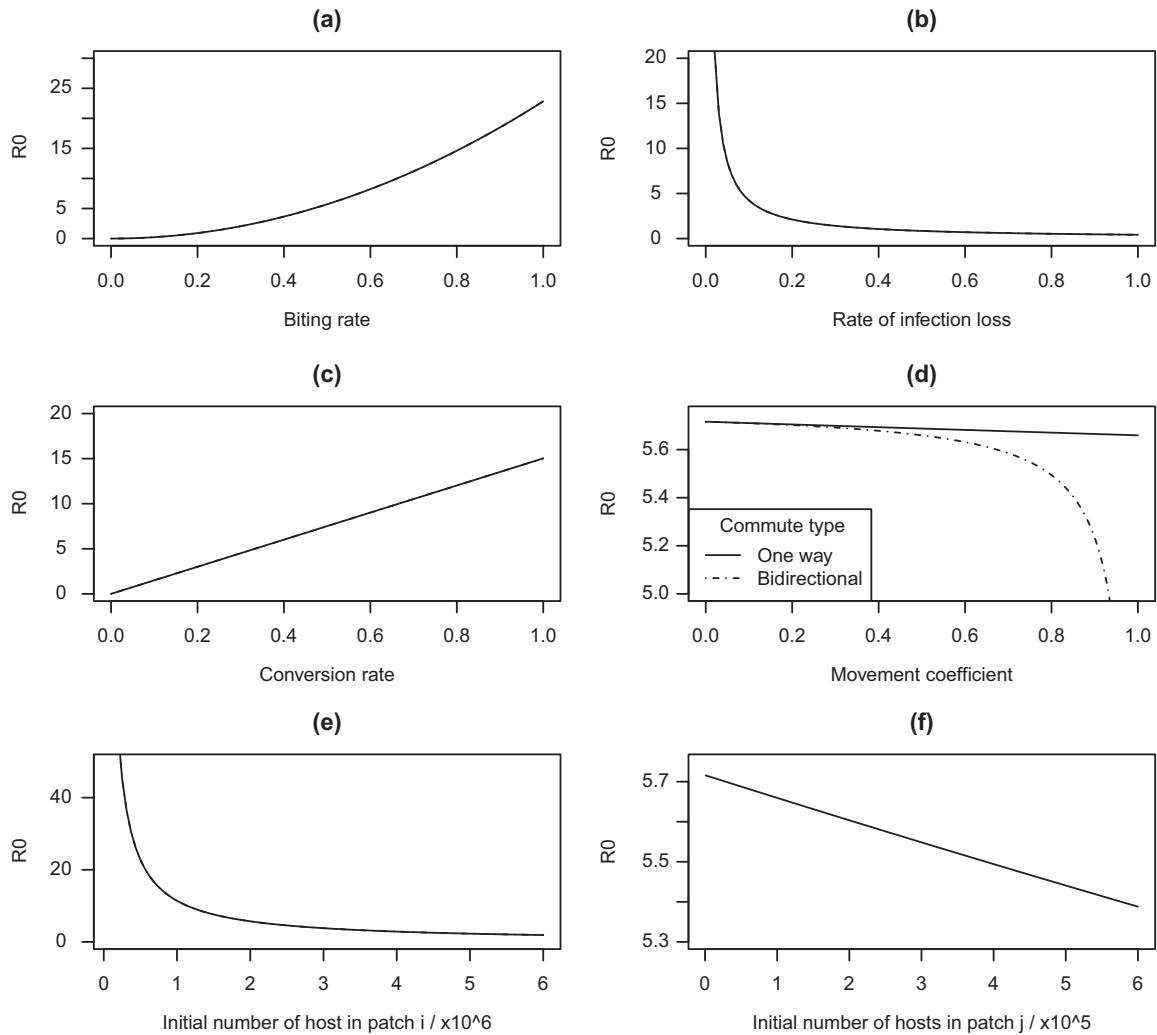 (a)
R0
25
15
5
0
0.0 0.2 0.4 0.6 0.8 1.0
Biting rate
(b)
R0
20
15
10
5
0
0.0 0.2 0.4 0.6 0.8 1.0
Rate of infection loss
(c)
R0
20
15
10
5
0
0.0 0.2 0.4 0.6 0.8 1.0
Conversion rate
(d)
R0
5.6
5.4
5.2
5.0
Commute type
One way
Bidirectional
0.0 0.2 0.4 0.6 0.8 1.0
Movement coefficient
(e)
R0
40
20
0
0 1 2 3 4 5 6
Initial number of host in patch i / x10^6
(f)
R0
5.7
5.5
5.3
0 1 2 3 4 5 6
Initial number of hosts in patch j / x10^5